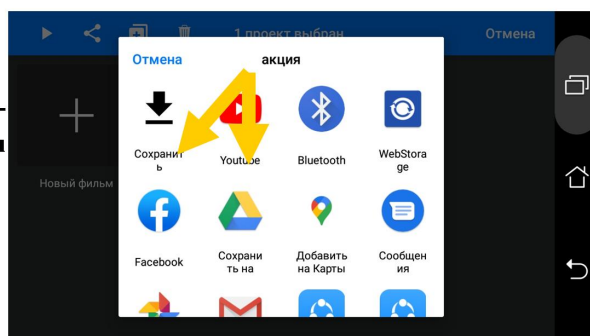 1 проект выбран
Отмена
Отмена
акция
Сохранит
ь
Youtube
Bluetooth
WebStora
ge
Новый фильм
Facebook
Сохрани
ть на
Добавить
на Карты
Сообщен
ия